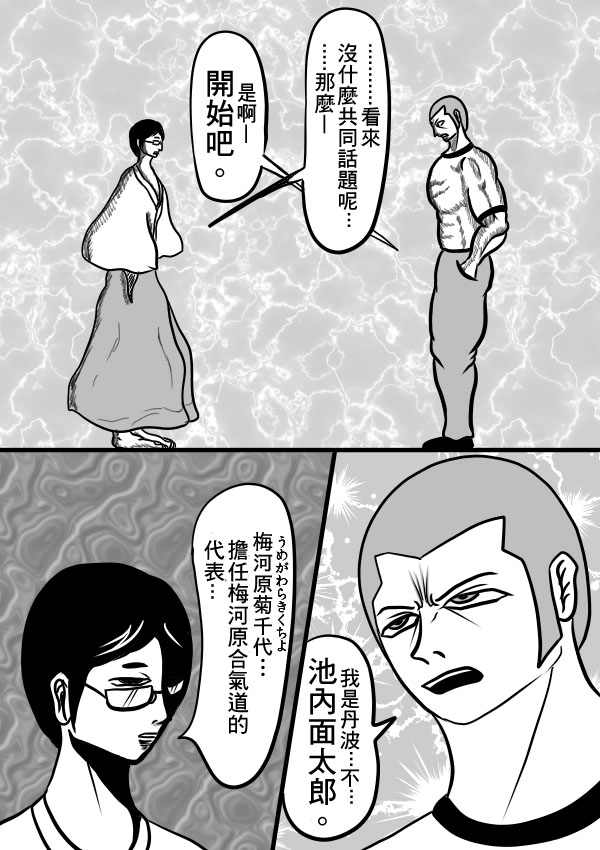 ………看來
沒什麼共同話題呢…
…那麼—
是啊—
開始吧。
我是丹波…不…
池內面太郎。
うめがわらきくちよ
梅河原菊千代…
擔任梅河原合氣道的
代表…